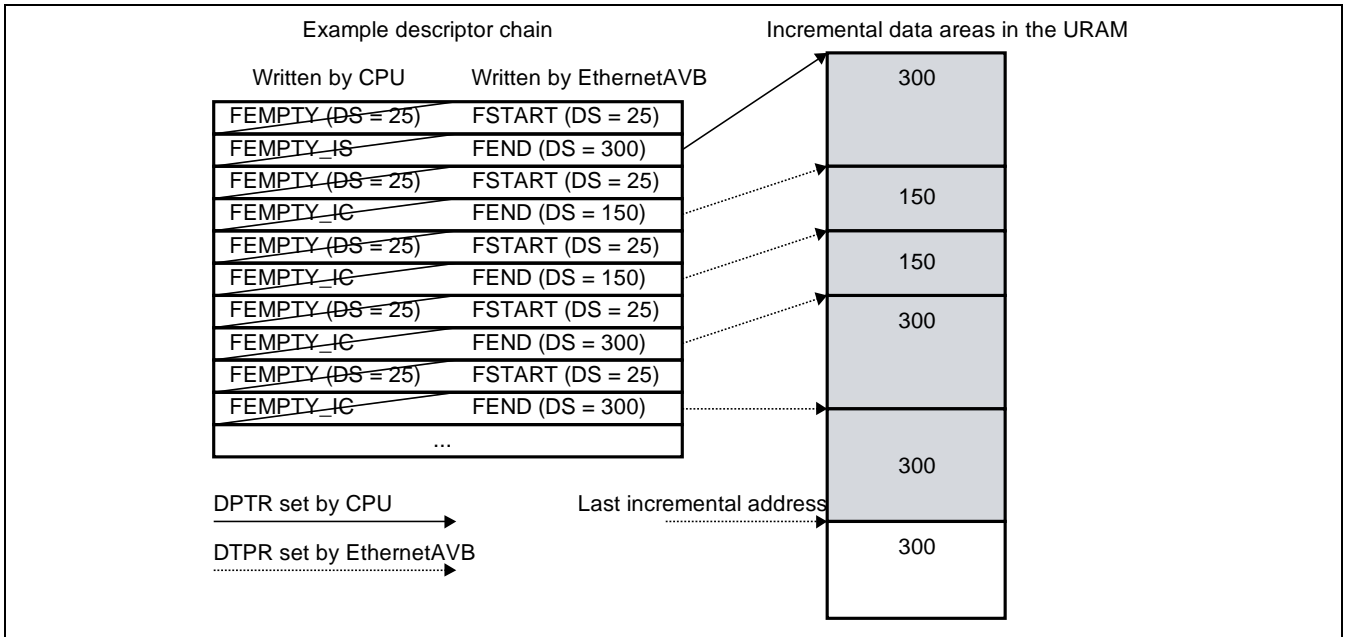 Example descriptor chain
Incremental data areas in the URAM
Written by CPU
Written by EthernetAVB
FEMPTY (DS = 25) FSTART (DS = 25)
FEMPTY_IS FEND (DS = 300)
FEMPTY (DS = 25) FSTART (DS = 25)
FEMPTY_IC FEND (DS = 150)
FEMPTY (DS = 25) FSTART (DS = 25)
FEMPTY_IC FEND (DS = 150)
FEMPTY (DS = 25) FSTART (DS = 25)
FEMPTY_IC FEND (DS = 300)
FEMPTY (DS = 25) FSTART (DS = 25)
FEMPTY_IC FEND (DS = 300)
...
300
150
150
300
300
300
DPTR set by CPU
Last incremental address
DTPR set by EthernetAVB